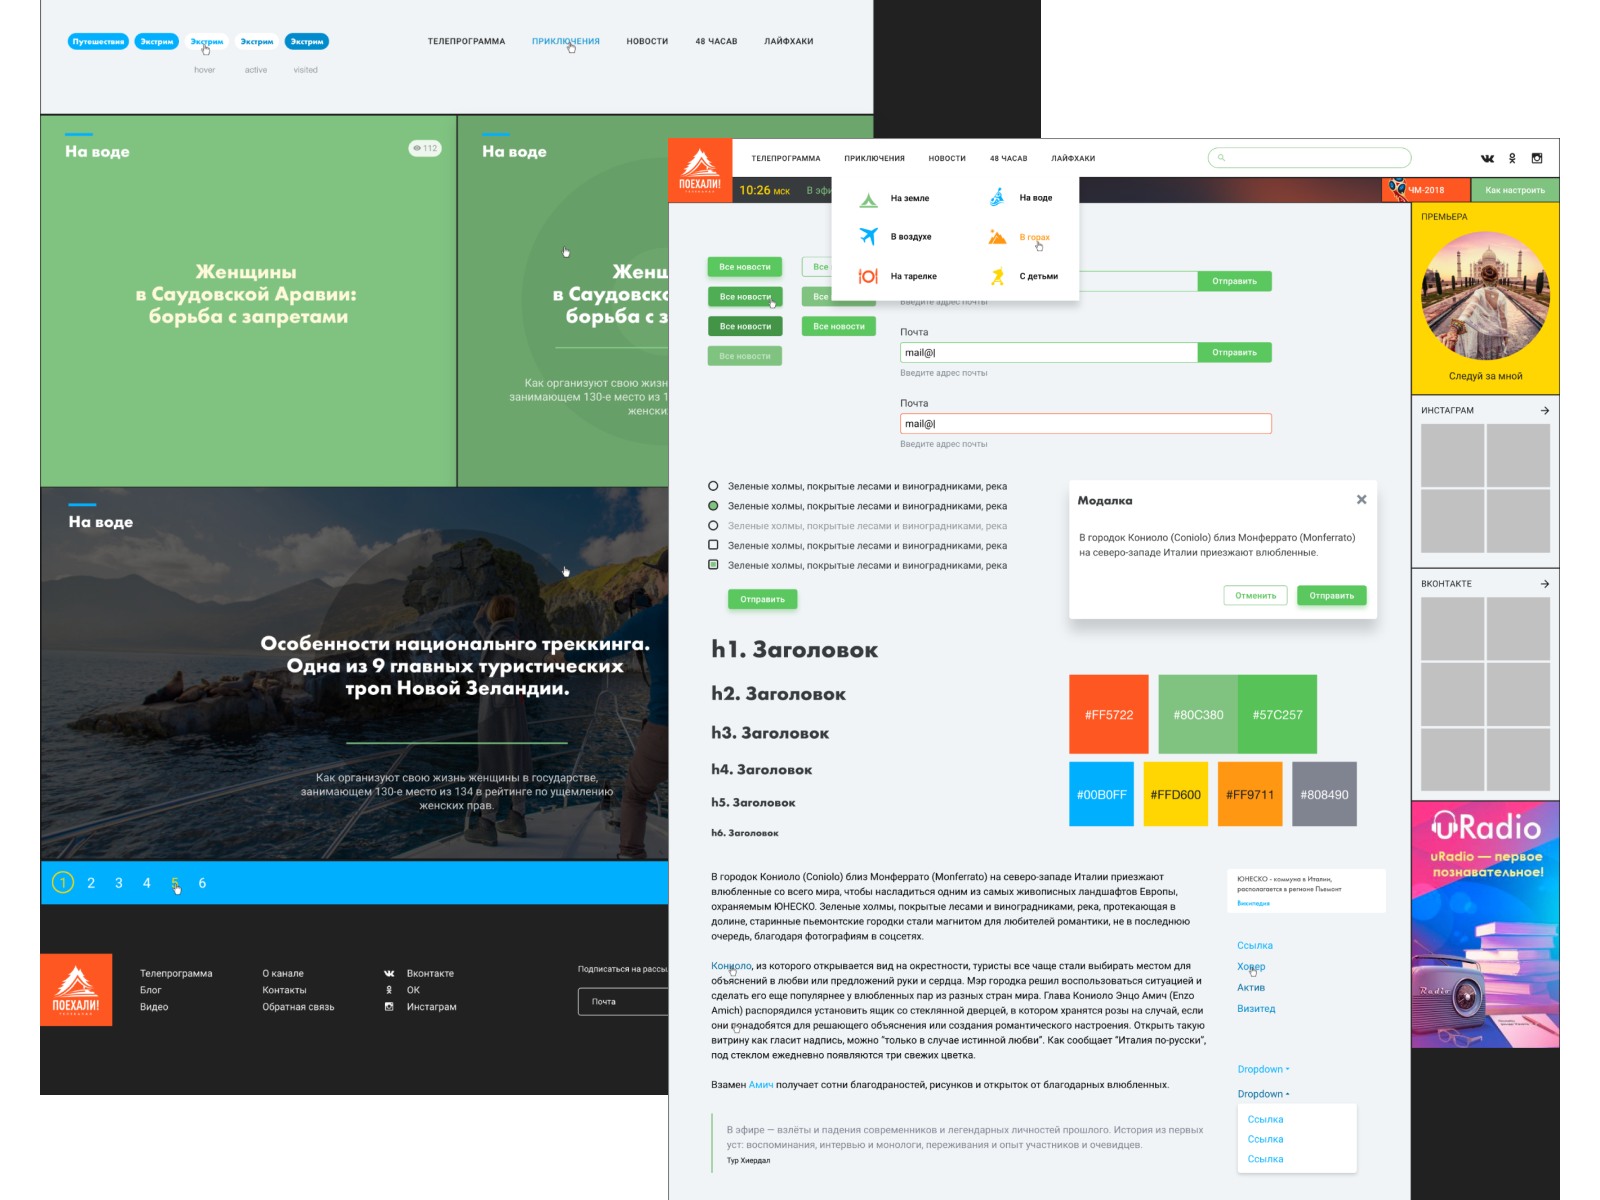 Путешествия
Экстрим
Экстрим
Экстрим
Экстрим
hover
active
visited
ТЕЛЕПРОГРАММА
ПРИКЛЮЧЕНИЯ
НОВОСТИ
48 ЧАСАВ
ЛАЙФХАКИ
На воде
112
Женщины
в Саудовской Аравии:
борьба с запретами
На воде
Женщ
в Саудовско
борьба с з
Как организуют свою жизн
занимающем 130-е место из 1
женски
На воде
Особенности национальнго треккинга.
Одна из 9 главных туристических
троп Новой Зеландии.
Как организуют свою жизнь женщины в государстве,
занимающем 130-е место из 134 в рейтинге по ущемлению
женских прав.
1 2 3 4 5 6
ПОЕХАЛИ!
ТЕЛЕКАНАЛ
Телепрограмма
Блог
Видео
О канале
Контакты
Обратная связь
Вконтакте
ОК
Инстаграм
Подписаться на рассы
Почта
ПОЕХАЛИ!
ТЕЛЕКАНАЛ
ТЕЛЕПРОГРАММА
ПРИКЛЮЧЕНИЯ
НОВОСТИ
48 ЧАСАВ
ЛАЙФХАКИ
10:26 МСК
В эфи
ЧМ-2018
Как настроить
На земле
На воде
В воздухе
В горах
На тарелке
С детьми
Все новости
Все
Все новости
Все
Все новости
Все новости
Все новости
Отправить
Введите адрес почты
Почта
mail@
Отправить
Введите адрес почты
Почта
mail@
Введите адрес почты
Зеленые холмы, покрытые лесами и виноградниками, река
Зеленые холмы, покрытые лесами и виноградниками, река
Зеленые холмы, покрытые лесами и виноградниками, река
Зеленые холмы, покрытые лесами и виноградниками, река
Зеленые холмы, покрытые лесами и виноградниками, река
Отправить
Модалка
В городок Кониоло (Coniolo) близ Монферрато (Monferrato)
на северо-западе Италии приезжают влюбленные.
Отменить
Отправить
h1. Заголовок
h2. Заголовок
h3. Заголовок
h4. Заголовок
h5. Заголовок
h6. Заголовок
#FF5722
#80C380
#57C257
#00B0FF
#FFD600
#FF9711
#808490
В городок Кониоло (Coniolo) близ Монферрато (Monferrato) на северо-западе Италии приезжают
влюбленные со всего мира, чтобы насладиться одним из самых живописных ландшафтов Европы,
охраняемым ЮНЕСКО. Зеленые холмы, покрытые лесами и виноградниками, река, протекающая в
долине, старинные пьемонтские городки стали магнитом для любителей романтики, не в последнюю
очередь, благодаря фотографиям в соцсетях.
Кониоло, из которого открывается вид на окрестности, туристы все чаще стали выбирать местом для
объяснений в любви или предложений руки и сердца. Мэр городка решил воспользоваться ситуацией и
сделать его еще популярнее у влюбленных пар из разных стран мира. Глава Кониоло Энцо Амич (Enzo
Amich) распорядился установить ящик со стеклянной дверцей, в котором хранятся розы на случай, если
они понадобятся для решающего объяснения или создания романтического настроения. Открыть такую
витрину как гласит надпись, можно "только в случае истинной любви". Как сообщает "Италия по-русски",
под стеклом ежедневно появляются три свежих цветка.
Взамен Амич получает сотни благодраностей, рисунков и открыток от благодарных влюбленных.
В эфире — взлёты и падения современников и легендарных личностей прошлого. История из первых
уст: воспоминания, интервью и монологи, переживания и опыт участников и очевидцев.
Тур Хиердал
ЮНЕСКО - коммуна в Италии,
располагается в регионе Пьемонт
Википедия
Ссылка
Ховер
Актив
Визитед
Dropdown
Dropdown
Ссылка
Ссылка
Ссылка
ПРЕМЬЕРА
Следуй за мной
ИНСТАГРАМ
ВКОНТАКТЕ
uRadio
uRadio — первое
познавательное!
Radio